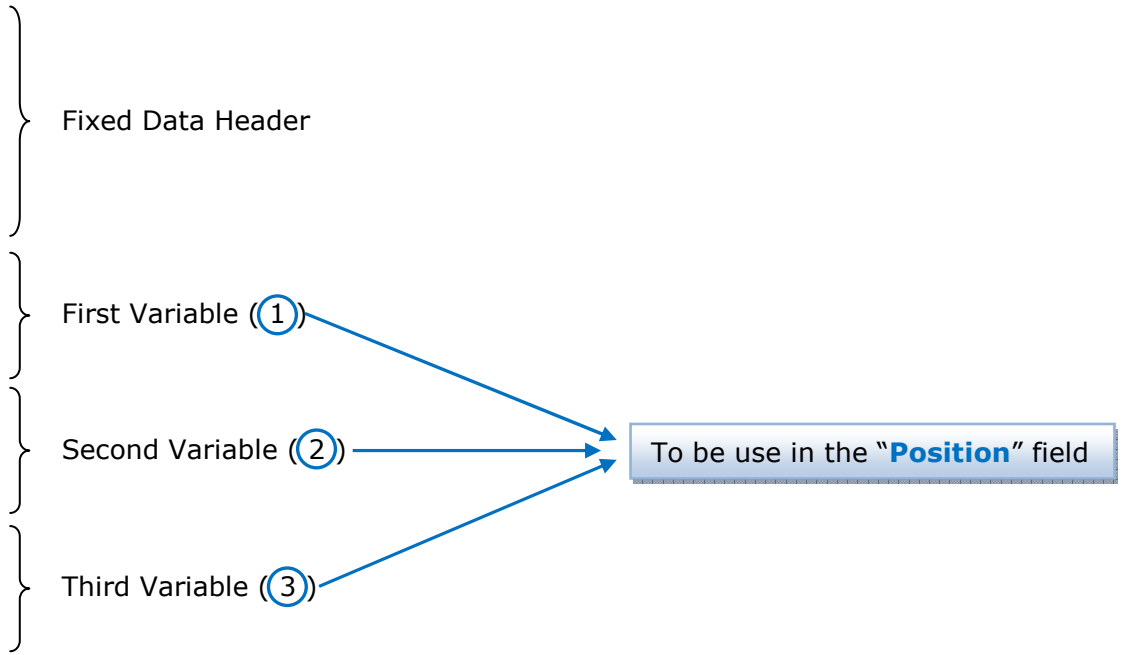 Fixed Data Header
First Variable (1)
Second Variable (2)
To be use in the “Position” field
Third Variable (3)